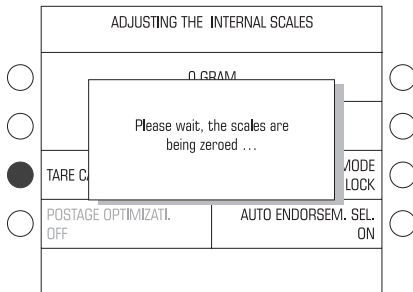 ADJUSTING THE INTERNAL SCALES
0 GRAM
Please wait, the scales are
being zeroed ...
TARE
MODE
LOCK
POSTAGE OPTIMIZATI.
OFF
AUTO ENDORSEM. SEL.
ON